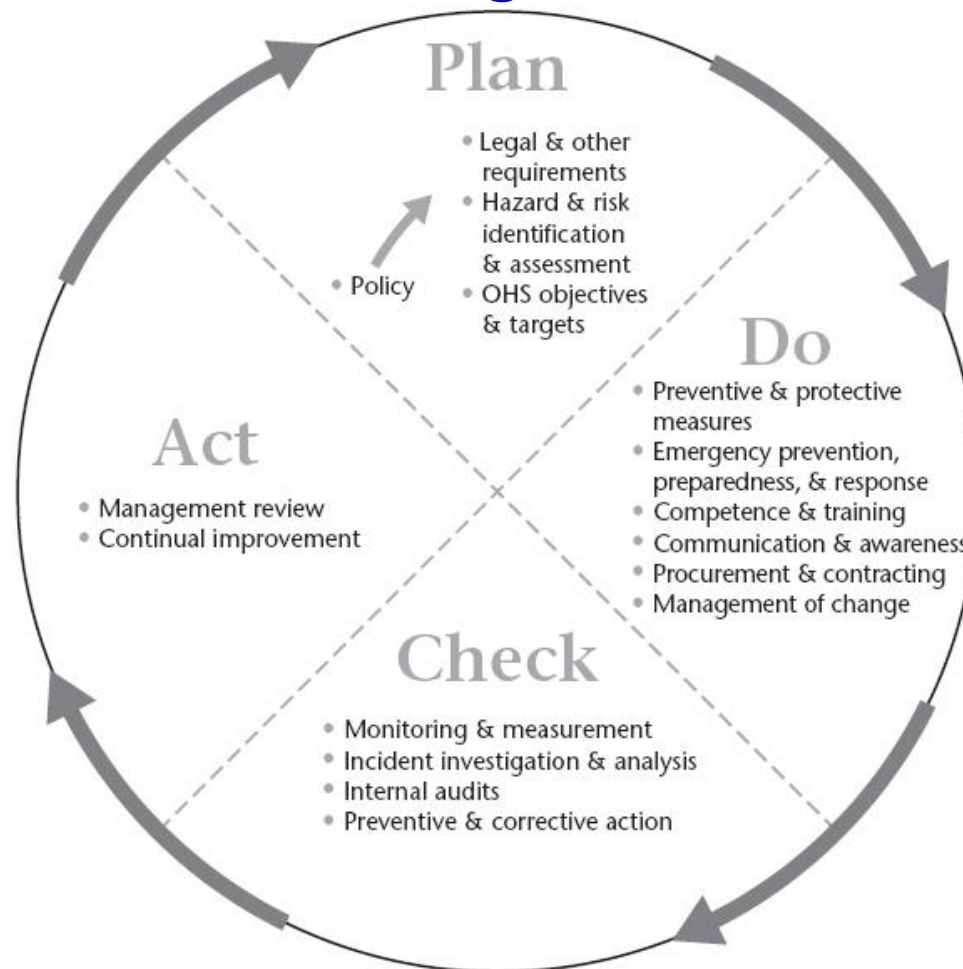 Plan
• Legal & other
requirements
• Hazard & risk
identification
& assessment
• Policy
• OHS objectives
& targets
Do
• Preventive & protective
measures
• Emergency prevention,
preparedness, & response
• Competence & training
• Communication & awareness
• Procurement & contracting
• Management of change
Act
• Management review
• Continual improvement
Check
• Monitoring & measurement
• Incident investigation & analysis
• Internal audits
• Preventive & corrective action